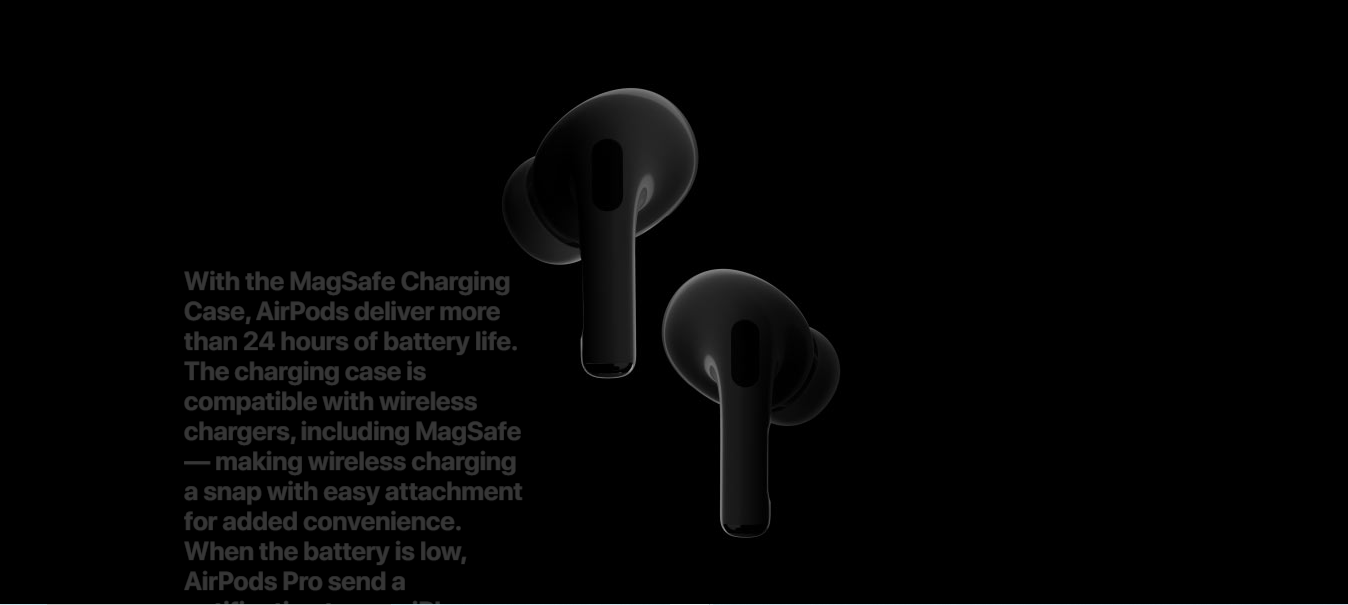 With the MagSafe Charging
Case, AirPods deliver more
than 24 hours of battery life.
The charging case is
compatible with wireless
chargers, including MagSafe
— making wireless charging
a snap with easy attachment
for added convenience.
When the battery is low,
AirPods Pro send a